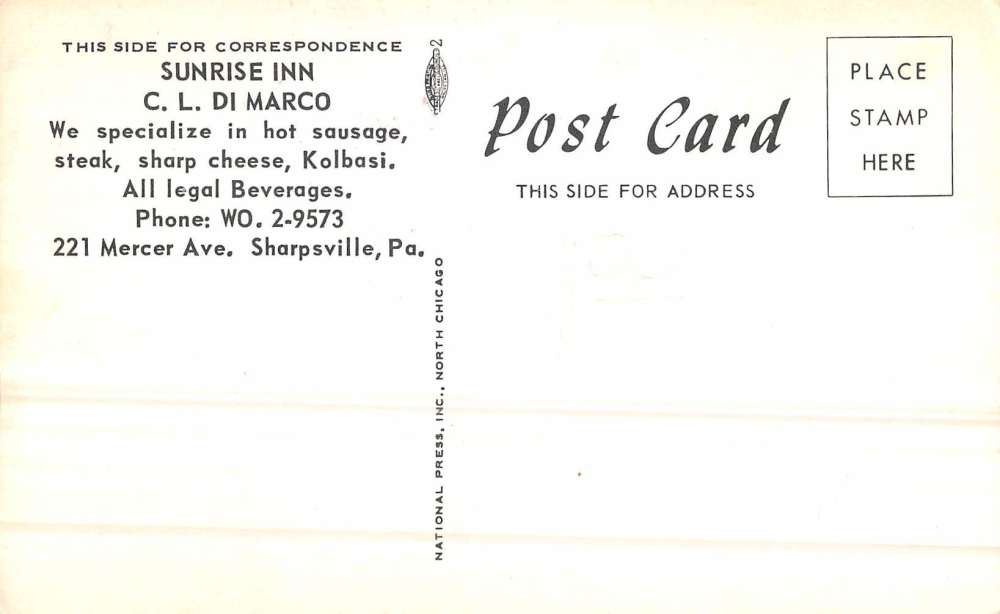 THIS SIDE FOR CORRESPONDENCE
SUNRISE INN
C. L. DI MARCO
We specialize in hot sausage,
steak, sharp cheese, Kolbasi.
All legal Beverages.
Phone: WO. 2-9573
221 Mercer Ave. Sharpsville, Pa.
2
NATIONAL PRESS, INC., NORTH CHICAGO
Post Card
THIS SIDE FOR ADDRESS
PLACE
STAMP
HERE